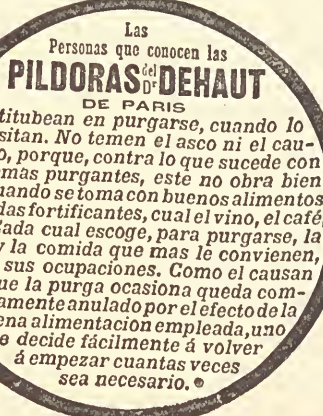 Las
Personas que conocen las
PILDORAS del Dr DEHAUT
DE PARIS
titubean en purgarse, cuando lo
sitan. No temen el asco ni el cau-
o, porque, contra lo que sucede con
mas purgantes, este no obra bien
uando se toma con buenos alimentos
das fortificantes, cual el vino, el café,
Cada cual escoge, para purgarse, la
y la comida que mas le convienen,
sus ocupaciones. Como el causan
ue la purga ocasiona queda com-
amente anulado por el efecto de la
ena alimentacion empleada, uno
e decide fácilmente á volver
á empezar cuantas veces
sea necesario.